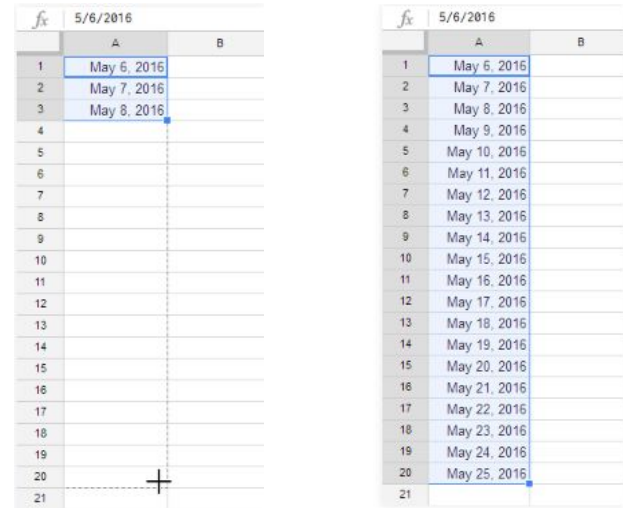 fx 5/6/2016
A B
1 May 6, 2016
2 May 7, 2016
3 May 8, 2016
4
5
6
7
8
9
10
11
12
13
14
15
16
17
18
19
20
21
fx 5/6/2016
A B
1 May 6, 2016
2 May 7, 2016
3 May 8, 2016
4 May 9, 2016
5 May 10, 2016
6 May 11, 2016
7 May 12, 2016
8 May 13, 2016
9 May 14, 2016
10 May 15, 2016
11 May 16, 2016
12 May 17, 2016
13 May 18, 2016
14 May 19, 2016
15 May 20, 2016
16 May 21, 2016
17 May 22, 2016
18 May 23, 2016
19 May 24, 2016
20 May 25, 2016
21